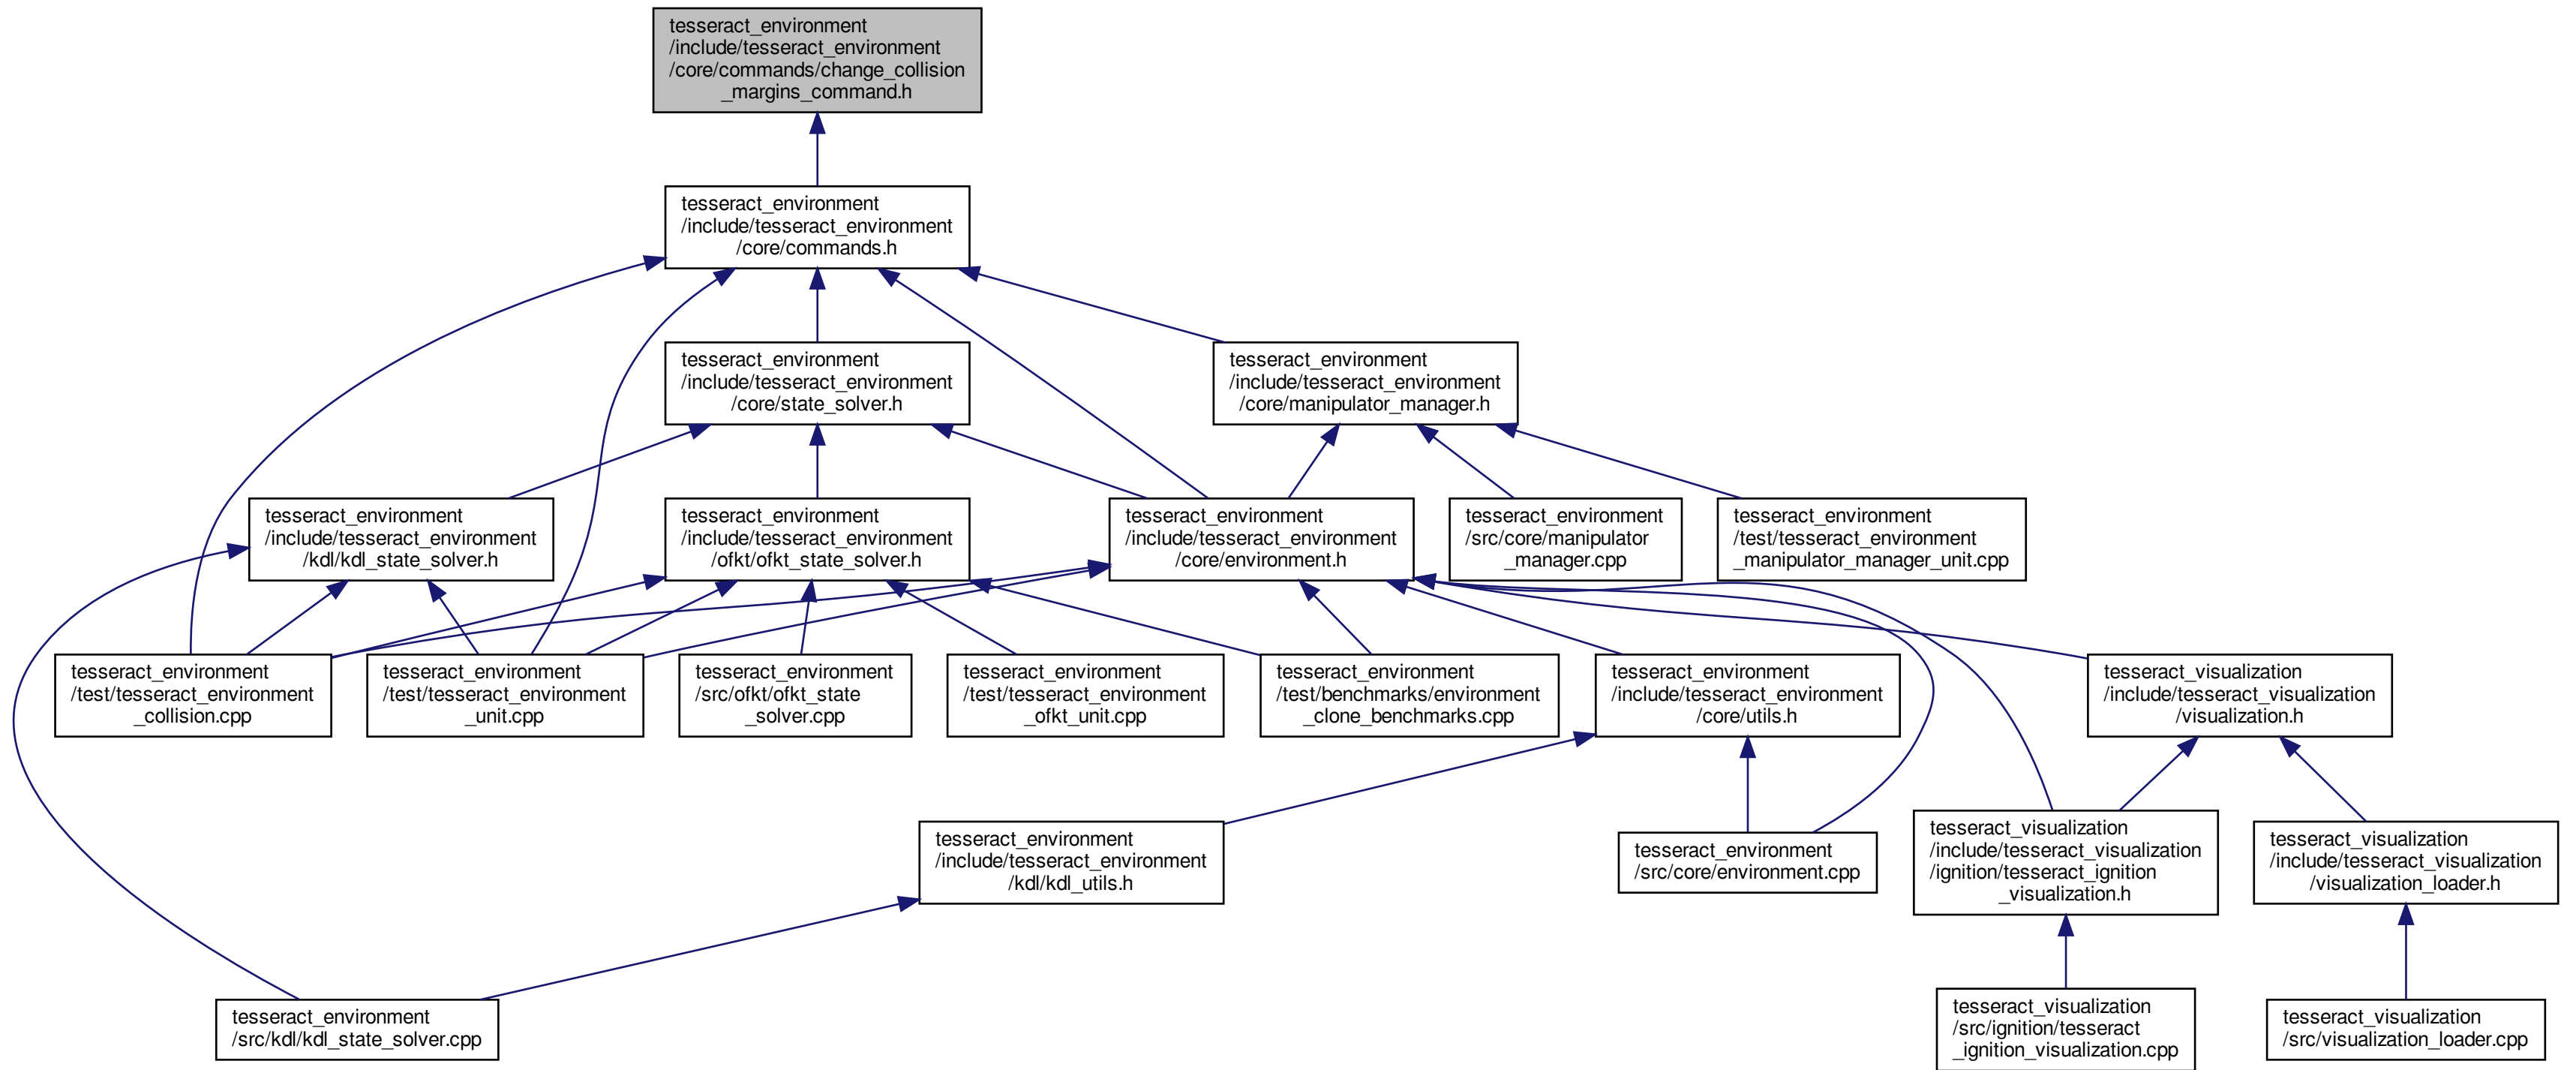 tesseract_environment
/include/tesseract_environment
/core/commands/change_collision
_margins_command.h
tesseract_environment
/include/tesseract_environment
/core/commands.h
tesseract_environment
/include/tesseract_environment
/core/state_solver.h
tesseract_environment
/include/tesseract_environment
/core/manipulator_manager.h
tesseract_environment
/include/tesseract_environment
/kdl/kdl_state_solver.h
tesseract_environment
/include/tesseract_environment
/ofkt/ofkt_state_solver.h
tesseract_environment
/include/tesseract_environment
/core/environment.h
tesseract_environment
/src/core/manipulator
_manager.cpp
tesseract_environment
/test/tesseract_environment
_manipulator_manager_unit.cpp
tesseract_environment
/test/tesseract_environment
_collision.cpp
tesseract_environment
/test/tesseract_environment
_unit.cpp
tesseract_environment
/src/ofkt/ofkt_state
_solver.cpp
tesseract_environment
/test/tesseract_environment
_ofkt_unit.cpp
tesseract_environment
/test/benchmarks/environment
_clone_benchmarks.cpp
tesseract_environment
/include/tesseract_environment
/core/utils.h
tesseract_visualization
/include/tesseract_visualization
/visualization.h
tesseract_environment
/include/tesseract_environment
/kdl/kdl_utils.h
tesseract_environment
/src/core/environment.cpp
tesseract_visualization
/include/tesseract_visualization
/ignition/tesseract_ignition
_visualization.h
tesseract_visualization
/include/tesseract_visualization
/visualization_loader.h
tesseract_environment
/src/kdl/kdl_state_solver.cpp
tesseract_visualization
/src/ignition/tesseract
_ignition_visualization.cpp
tesseract_visualization
/src/visualization_loader.cpp